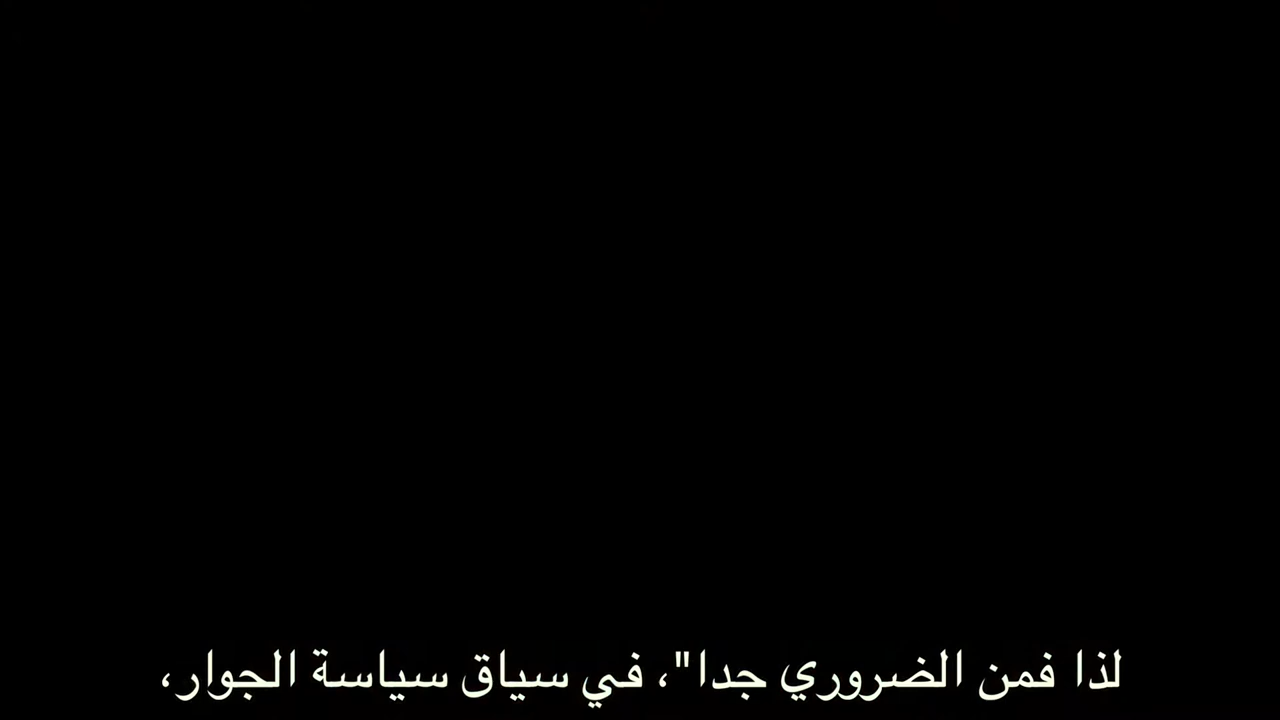 لذا فمن الضروري جدا"، في سياق سياسة الجوار،